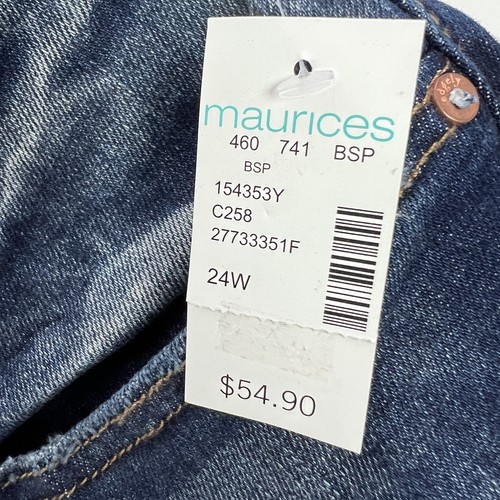 maurices
460 741 BSP
BSP
154353Y
C258
27733351F
24W
$54.90